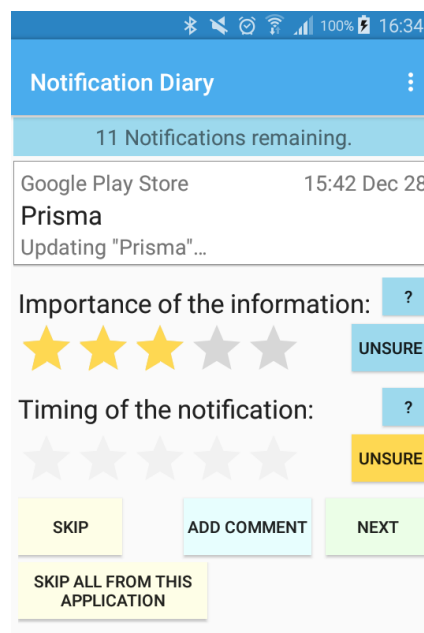 100% 16:34
Notification Diary
11 Notifications remaining.
Google Play Store 15:42 Dec 28
Prisma
Updating "Prisma"...
Importance of the information: ?
UNSURE
Timing of the notification: ?
UNSURE
SKIP ADD COMMENT NEXT
SKIP ALL FROM THIS
APPLICATION